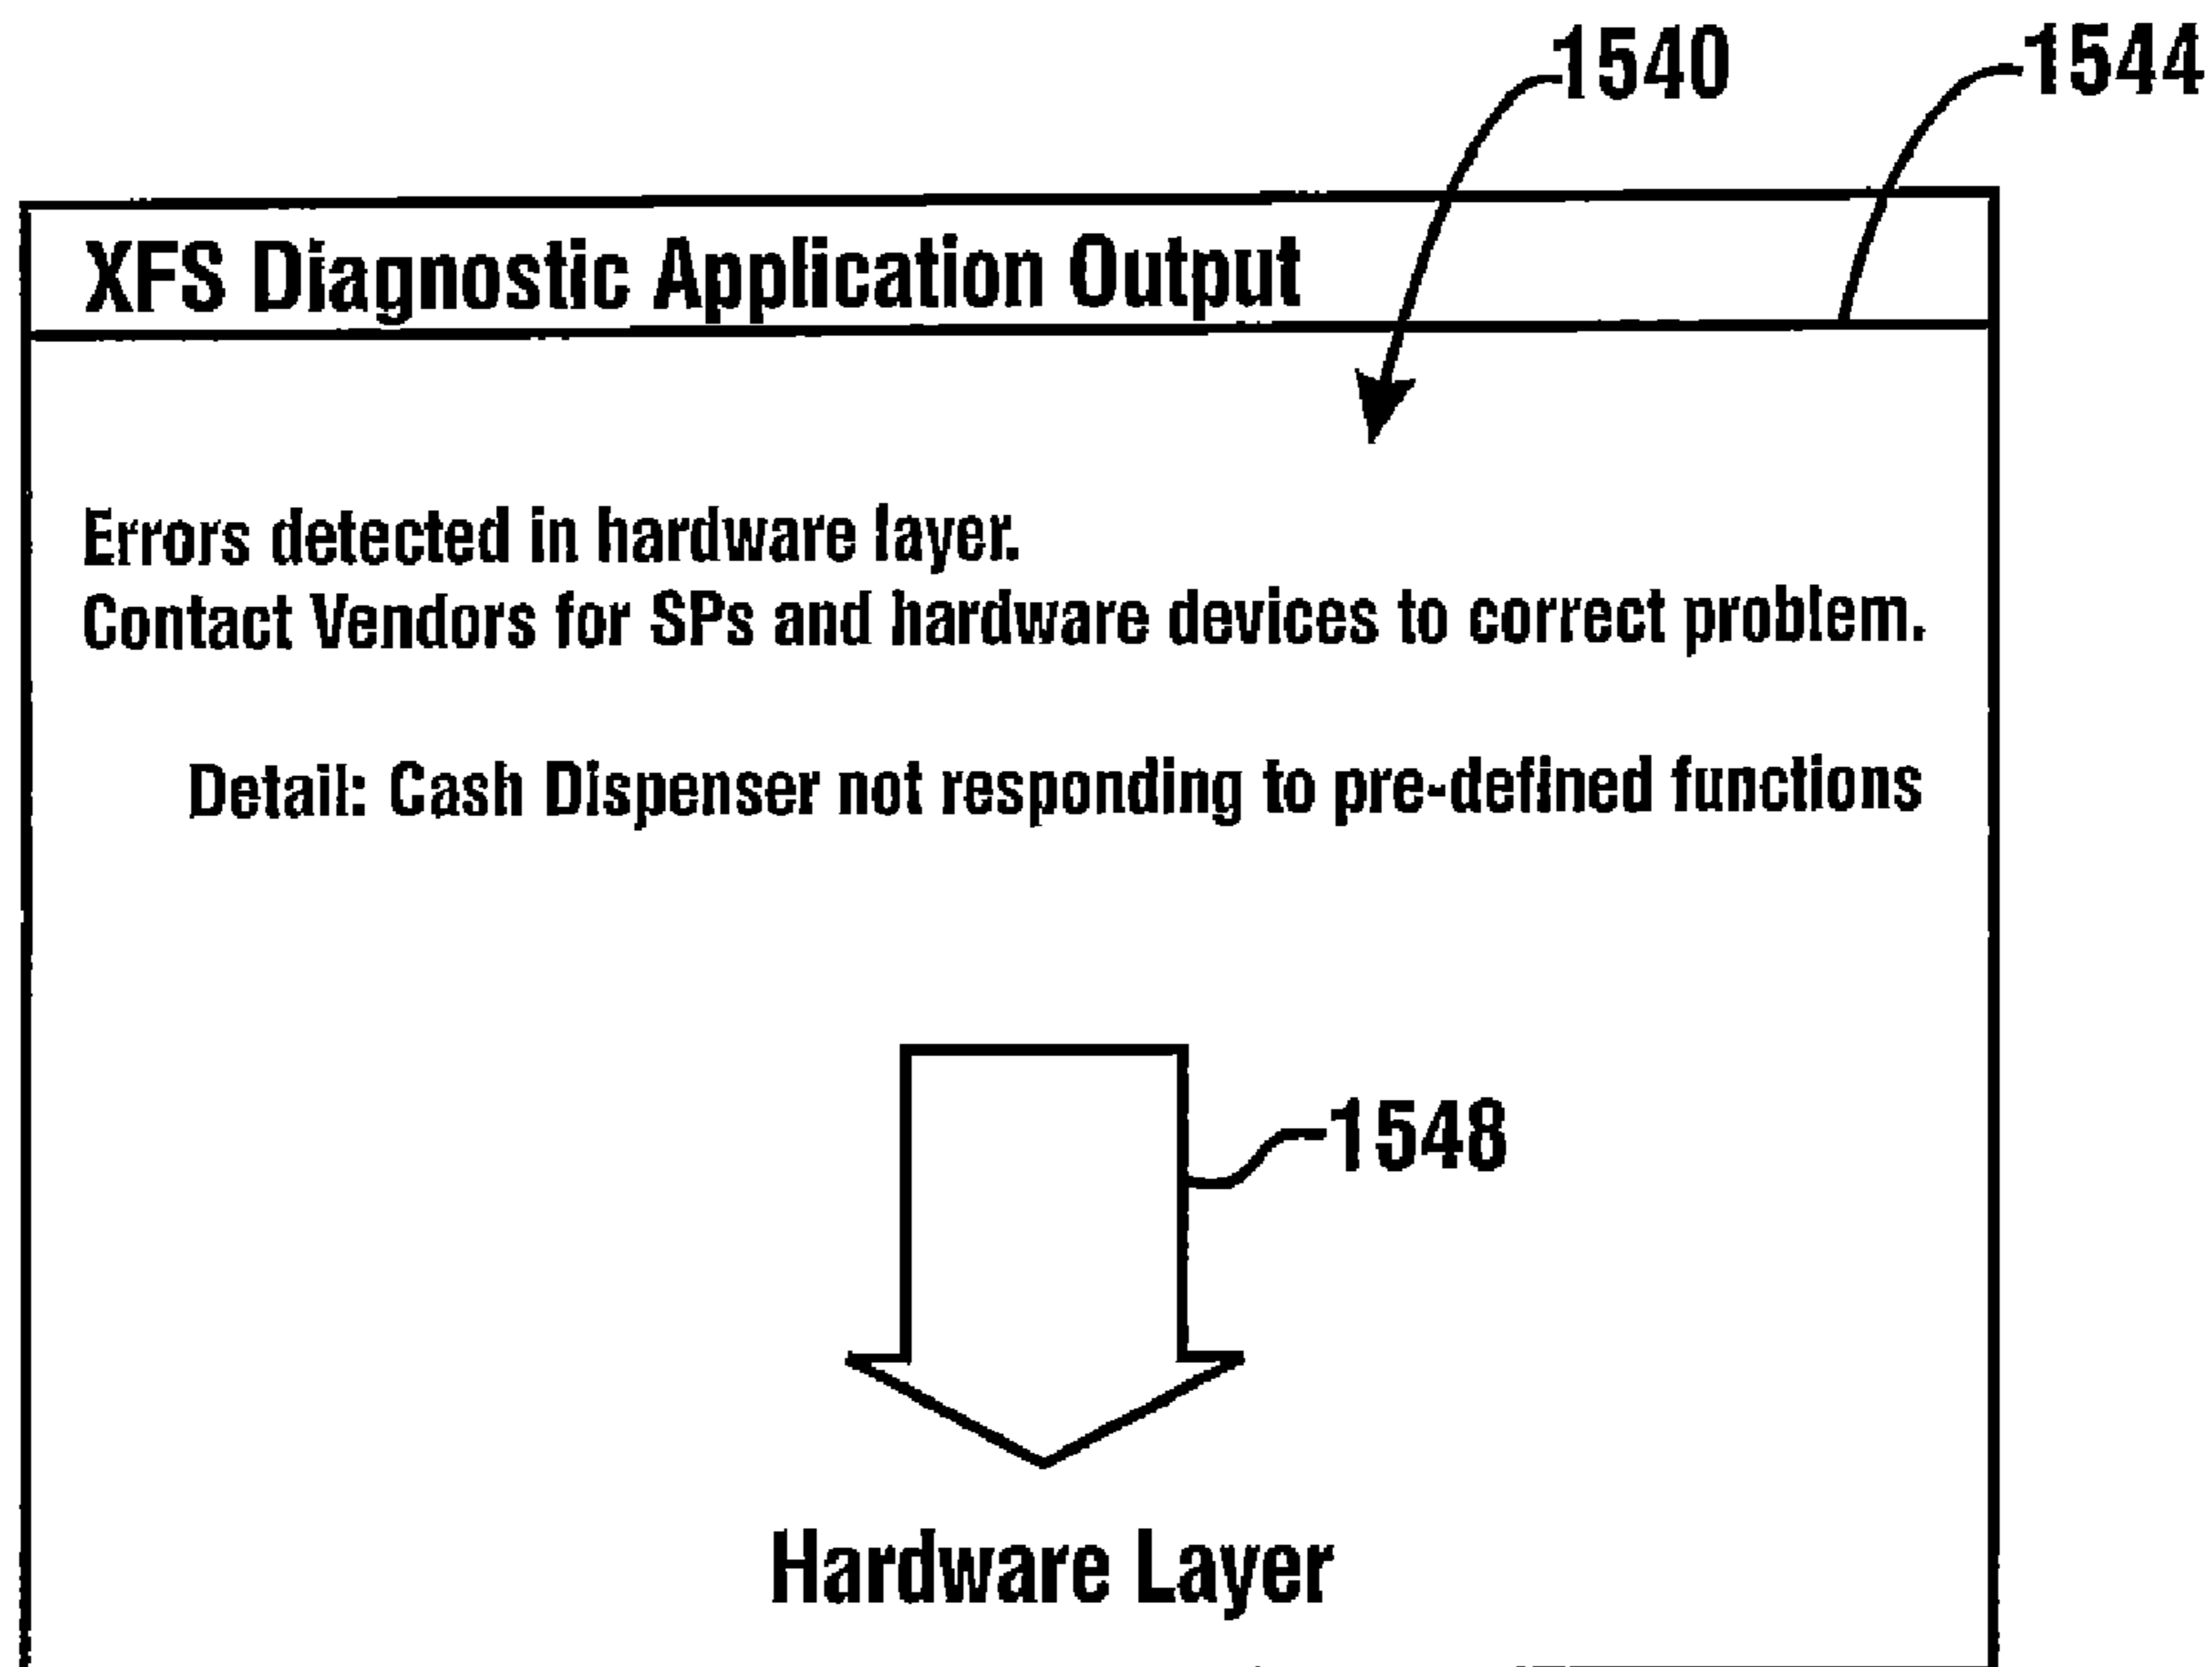 1540
1544
XFS Diagnostic Application Output
Errors detected in hardware layer.
Contact Vendors for SPs and hardware devices to correct problem.
Detail: Cash Dispenser not responding to pre-defined functions
1548
Hardware Layer